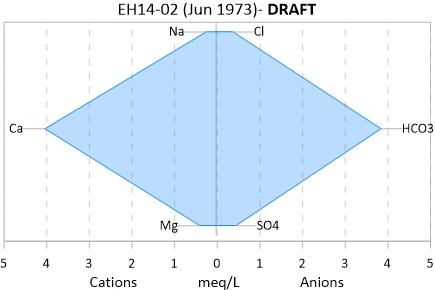 EH14-02 (Jun 1973)- DRAFT
Na Cl
Ca HCO3
Mg SO4
5 4 3 2 1 0 1 2 3 4 5
Cations meq/L Anions